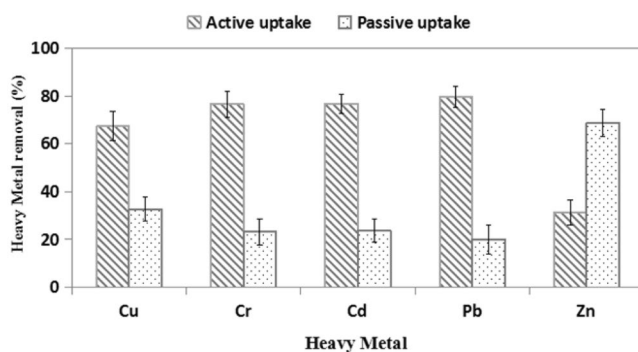 Active uptake Passive uptake
Heavy Metal removal (%)
100
80
60
40
20
0
Cu Cr Cd Pb Zn
Heavy Metal